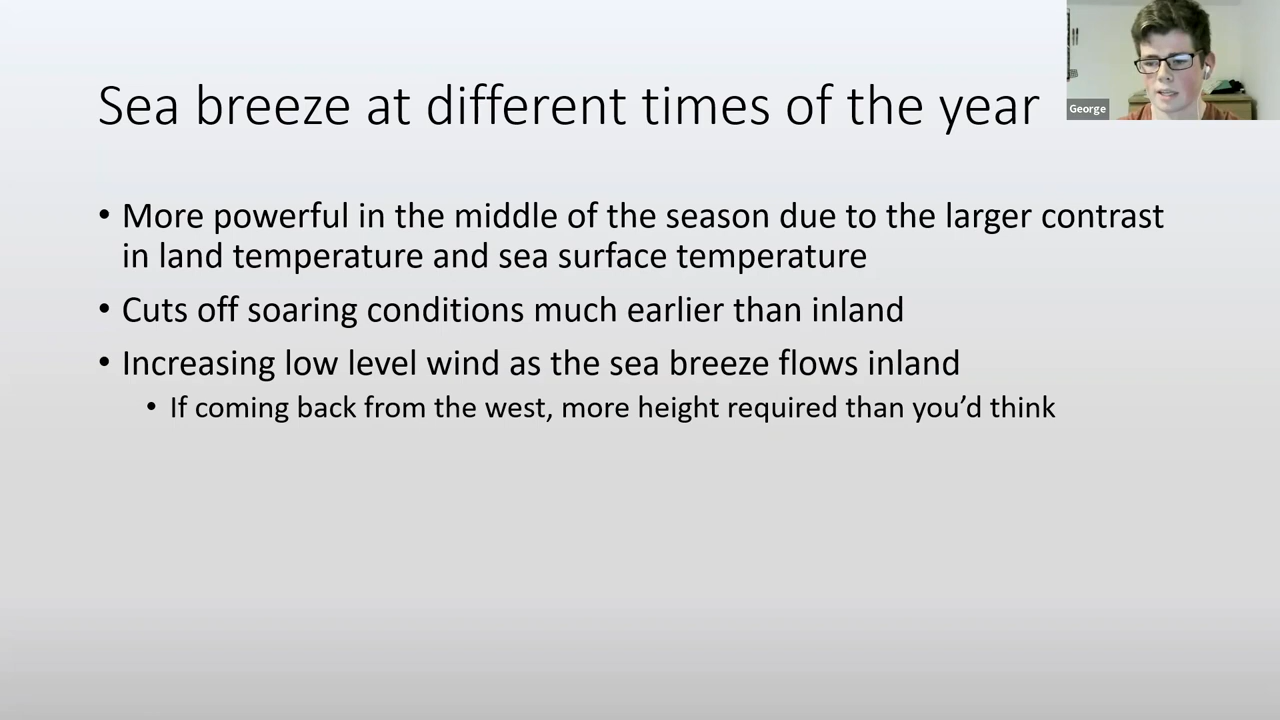 Sea breeze at different times of the year
George
• More powerful in the middle of the season due to the larger contrast
in land temperature and sea surface temperature
• Cuts off soaring conditions much earlier than inland
• Increasing low level wind as the sea breeze flows inland
• If coming back from the west, more height required than you’d think